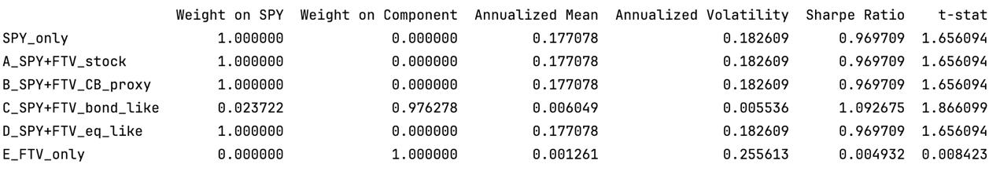 Weight on SPY Weight on Component Annualized Mean Annualized Volatility Sharpe Ratio t-stat
SPY_only 1.000000 0.000000 0.177078 0.182609 0.969709 1.656094
A_SPY+FTV_stock 1.000000 0.000000 0.177078 0.182609 0.969709 1.656094
B_SPY+FTV_CB_proxy 1.000000 0.000000 0.177078 0.182609 0.969709 1.656094
C_SPY+FTV_bond_like 0.023722 0.976278 0.006049 0.005536 1.092675 1.866099
D_SPY+FTV_eq_like 1.000000 0.000000 0.177078 0.182609 0.969709 1.656094
E_FTV_only 0.000000 1.000000 0.001261 0.255613 0.004932 0.008423